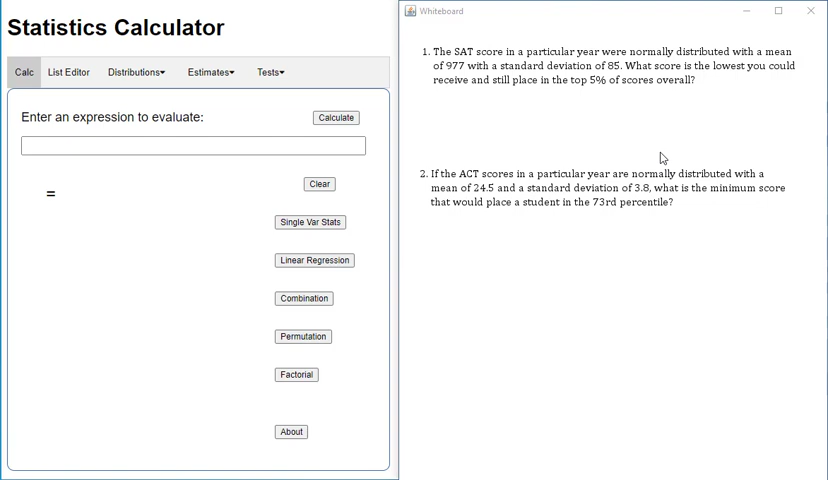 Statistics Calculator
Calc List Editor Distributions▾ Estimates▾ Tests▾
Enter an expression to evaluate:
Calculate
=
Clear
Single Var Stats
Linear Regression
Combination
Permutation
Factorial
About
Whiteboard
1. The SAT score in a particular year were normally distributed with a mean
of 977 with a standard deviation of 85. What score is the lowest you could
receive and still place in the top 5% of scores overall?
2. If the ACT scores in a particular year are normally distributed with a
mean of 24.5 and a standard deviation of 3.8, what is the minimum score
that would place a student in the 73rd percentile?